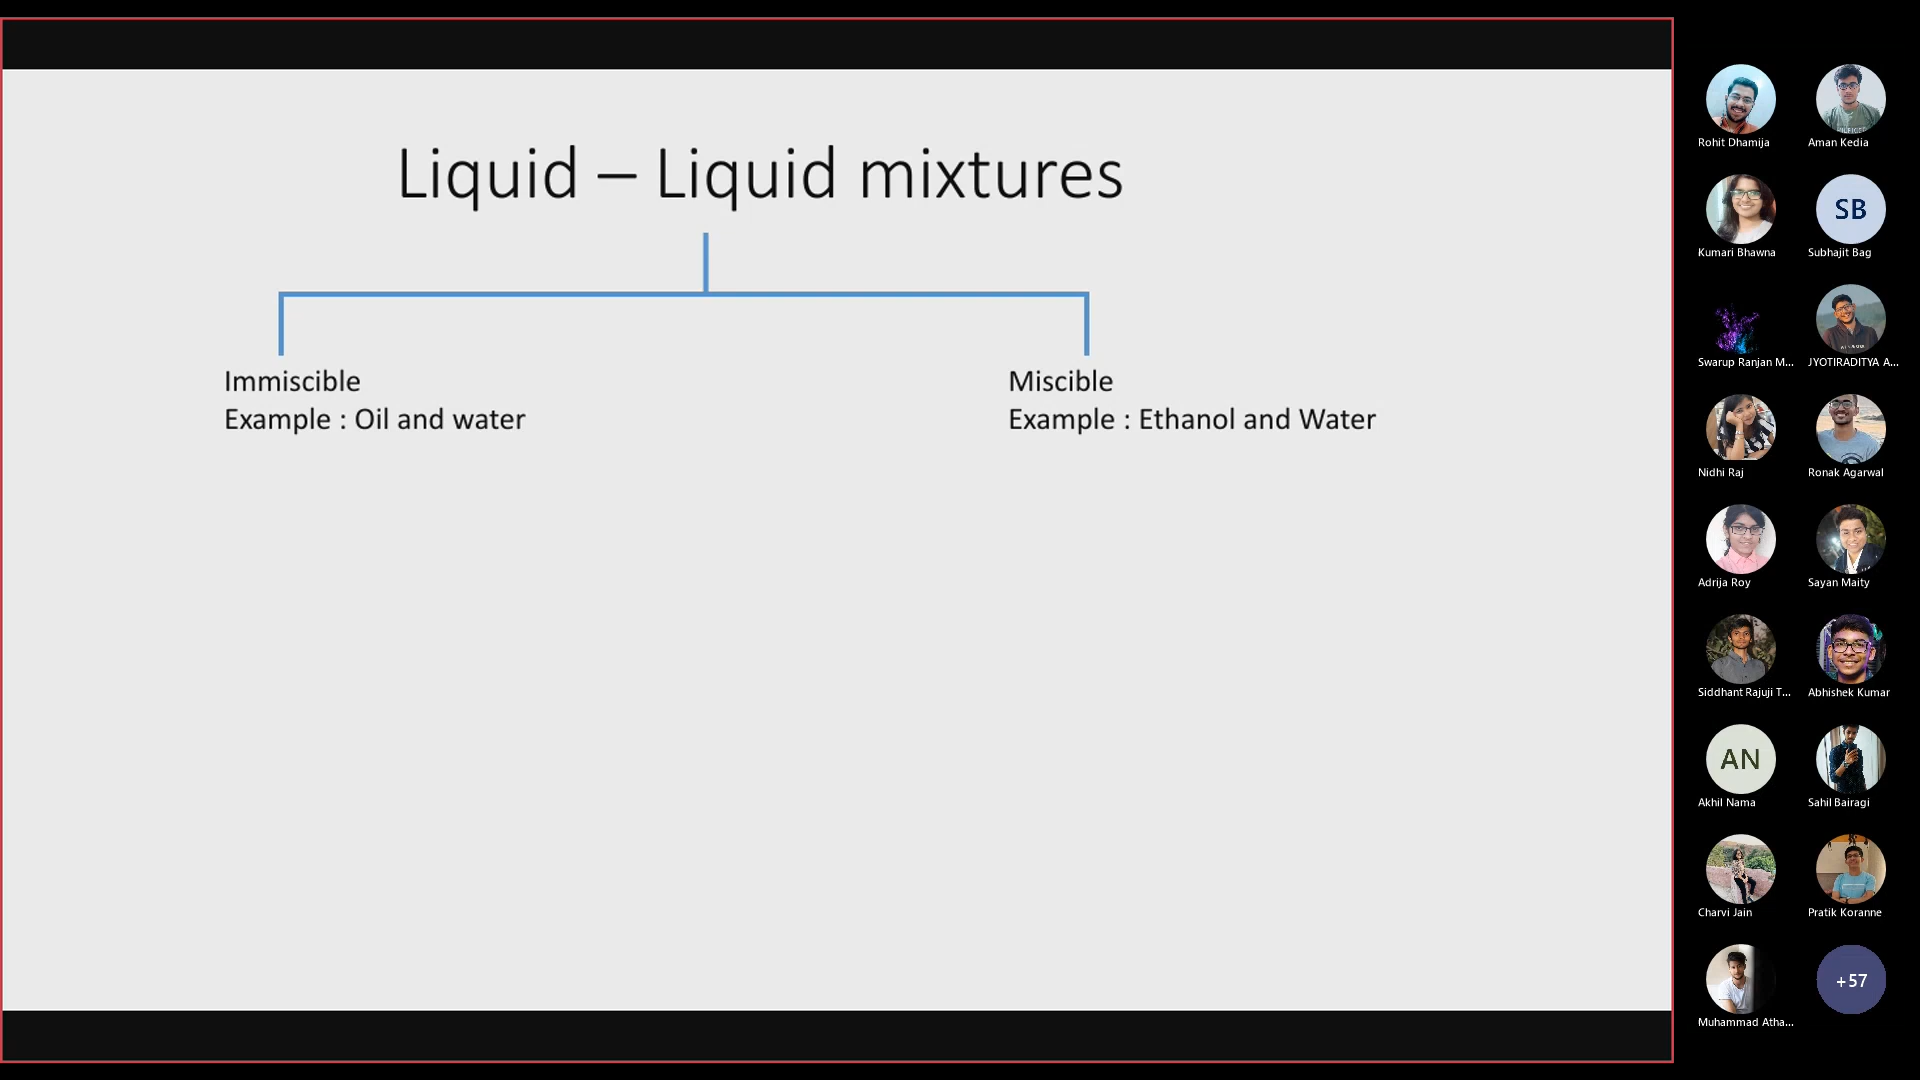 Liquid – Liquid mixtures
Immiscible
Example : Oil and water
Miscible
Example : Ethanol and Water
Rohit Dhamija
Aman Kedia
Kumari Bhawna
SB
Subhajit Bag
Swarup Ranjan M...
JYOTIRADITYA A...
Nidhi Raj
Ronak Agarwal
Adrija Roy
Sayan Maity
Siddhant Rajuji T...
Abhishek Kumar
AN
Akhil Nama
Sahil Bairagi
Charvi Jain
Pratik Koranne
Muhammad Atha...
+57